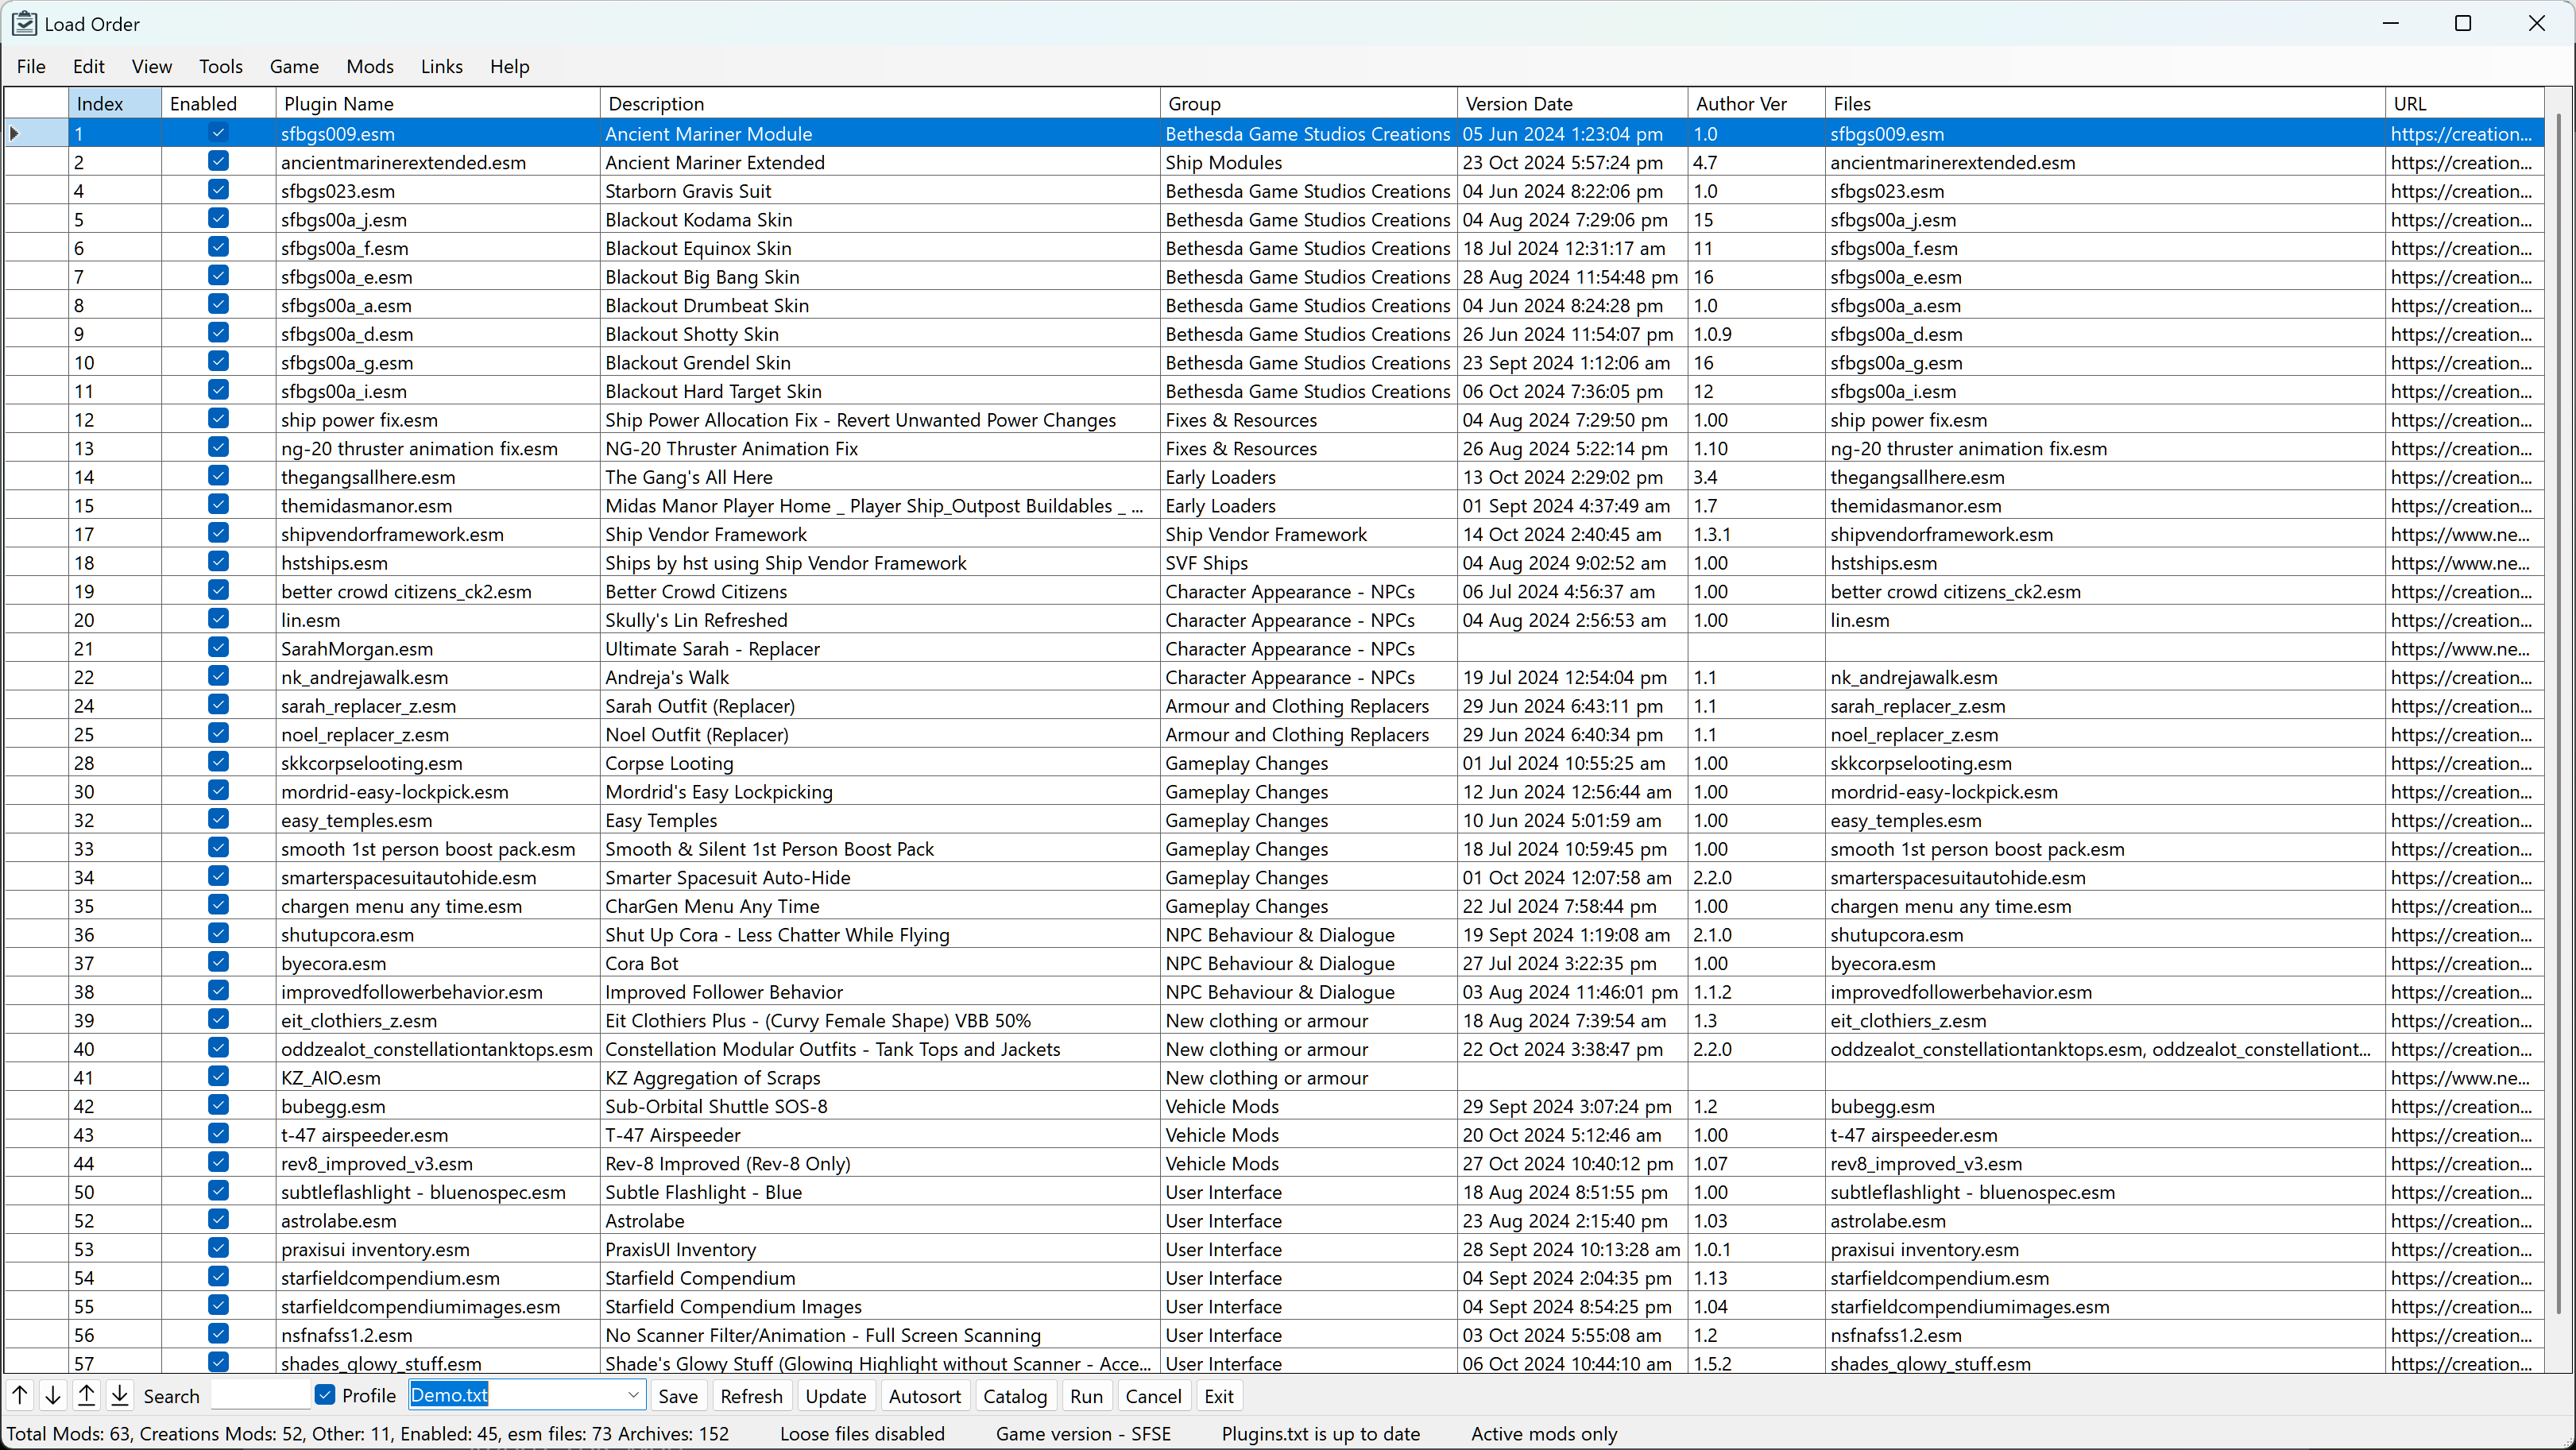 Load Order
File Edit View Tools Game Mods Links Help
Index Enabled Plugin Name Description Group Version Date Author Ver Files URL
1 sfbgs009.esm Ancient Mariner Module Bethesda Game Studios Creations 05 Jun 2024 1:23:04 pm 1.0 sfbgs009.esm https://creation...
2 ancientmarinerextended.esm Ancient Mariner Extended Ship Modules 23 Oct 2024 5:57:24 pm 4.7 ancientmarinerextended.esm https://creation...
4 sfbgs023.esm Starborn Gravis Suit Bethesda Game Studios Creations 04 Jun 2024 8:22:06 pm 1.0 sfbgs023.esm https://creation...
5 sfbgs00a_j.esm Blackout Kodama Skin Bethesda Game Studios Creations 04 Aug 2024 7:29:06 pm 15 sfbgs00a_j.esm https://creation...
6 sfbgs00a_f.esm Blackout Equinox Skin Bethesda Game Studios Creations 18 Jul 2024 12:31:17 am 11 sfbgs00a_f.esm https://creation...
7 sfbgs00a_e.esm Blackout Big Bang Skin Bethesda Game Studios Creations 28 Aug 2024 11:54:48 pm 16 sfbgs00a_e.esm https://creation...
8 sfbgs00a_a.esm Blackout Drumbeat Skin Bethesda Game Studios Creations 04 Jun 2024 8:24:28 pm 1.0 sfbgs00a_a.esm https://creation...
9 sfbgs00a_d.esm Blackout Shotty Skin Bethesda Game Studios Creations 26 Jun 2024 11:54:07 pm 1.0.9 sfbgs00a_d.esm https://creation...
10 sfbgs00a_g.esm Blackout Grendel Skin Bethesda Game Studios Creations 23 Sept 2024 1:12:06 am 16 sfbgs00a_g.esm https://creation...
11 sfbgs00a_i.esm Blackout Hard Target Skin Bethesda Game Studios Creations 06 Oct 2024 7:36:05 pm 12 sfbgs00a_i.esm https://creation...
12 ship power fix.esm Ship Power Allocation Fix - Revert Unwanted Power Changes Fixes & Resources 04 Aug 2024 7:29:50 pm 1.00 ship power fix.esm https://creation...
13 ng-20 thruster animation fix.esm NG-20 Thruster Animation Fix Fixes & Resources 26 Aug 2024 5:22:14 pm 1.10 ng-20 thruster animation fix.esm https://creation...
14 thegangsallhere.esm The Gang's All Here Early Loaders 13 Oct 2024 2:29:02 pm 3.4 thegangsallhere.esm https://creation...
15 themidasmanor.esm Midas Manor Player Home _ Player Ship_Outpost Buildables _ ... Early Loaders 01 Sept 2024 4:37:49 am 1.7 themidasmanor.esm https://creation...
17 shipvendorframework.esm Ship Vendor Framework Ship Vendor Framework 14 Oct 2024 2:40:45 am 1.3.1 shipvendorframework.esm https://www.ne...
18 hstships.esm Ships by hst using Ship Vendor Framework SVF Ships 04 Aug 2024 9:02:52 am 1.00 hstships.esm https://www.ne...
19 better crowd citizens_ck2.esm Better Crowd Citizens Character Appearance - NPCs 06 Jul 2024 4:56:37 am 1.00 better crowd citizens_ck2.esm https://creation...
20 lin.esm Skully's Lin Refreshed Character Appearance - NPCs 04 Aug 2024 2:56:53 am 1.00 lin.esm https://creation...
21 SarahMorgan.esm Ultimate Sarah - Replacer Character Appearance - NPCs https://www.ne...
22 nk_andrejawalk.esm Andreja's Walk Character Appearance - NPCs 19 Jul 2024 12:54:04 pm 1.1 nk_andrejawalk.esm https://creation...
24 sarah_replacer_z.esm Sarah Outfit (Replacer) Armour and Clothing Replacers 29 Jun 2024 6:43:11 pm 1.1 sarah_replacer_z.esm https://creation...
25 noel_replacer_z.esm Noel Outfit (Replacer) Armour and Clothing Replacers 29 Jun 2024 6:40:34 pm 1.1 noel_replacer_z.esm https://creation...
28 skkcorpselooting.esm Corpse Looting Gameplay Changes 01 Jul 2024 10:55:25 am 1.00 skkcorpselooting.esm https://creation...
30 mordrid-easy-lockpick.esm Mordrid's Easy Lockpicking Gameplay Changes 12 Jun 2024 12:56:44 am 1.00 mordrid-easy-lockpick.esm https://creation...
32 easy_temples.esm Easy Temples Gameplay Changes 10 Jun 2024 5:01:59 am 1.00 easy_temples.esm https://creation...
33 smooth 1st person boost pack.esm Smooth & Silent 1st Person Boost Pack Gameplay Changes 18 Jul 2024 10:59:45 pm 1.00 smooth 1st person boost pack.esm https://creation...
34 smarterspacesuitautohide.esm Smarter Spacesuit Auto-Hide Gameplay Changes 01 Oct 2024 12:07:58 am 2.2.0 smarterspacesuitautohide.esm https://creation...
35 chargen menu any time.esm CharGen Menu Any Time Gameplay Changes 22 Jul 2024 7:58:44 pm 1.00 chargen menu any time.esm https://creation...
36 shutupcora.esm Shut Up Cora - Less Chatter While Flying NPC Behaviour & Dialogue 19 Sept 2024 1:19:08 am 2.1.0 shutupcora.esm https://creation...
37 byecora.esm Cora Bot NPC Behaviour & Dialogue 27 Jul 2024 3:22:35 pm 1.00 byecora.esm https://creation...
38 improvedfollowerbehavior.esm Improved Follower Behavior NPC Behaviour & Dialogue 03 Aug 2024 11:46:01 pm 1.1.2 improvedfollowerbehavior.esm https://creation...
39 eit_clothiers_z.esm Eit Clothiers Plus - (Curvy Female Shape) VBB 50% New clothing or armour 18 Aug 2024 7:39:54 am 1.3 eit_clothiers_z.esm https://creation...
40 oddzealot_constellationtanktops.esm Constellation Modular Outfits - Tank Tops and Jackets New clothing or armour 22 Oct 2024 3:38:47 pm 2.2.0 oddzealot_constellationtanktops.esm, oddzealot_constellationt... https://creation...
41 KZ_AIO.esm KZ Aggregation of Scraps New clothing or armour https://www.ne...
42 bubegg.esm Sub-Orbital Shuttle SOS-8 Vehicle Mods 29 Sept 2024 3:07:24 pm 1.2 bubegg.esm https://creation...
43 t-47 airspeeder.esm T-47 Airspeeder Vehicle Mods 20 Oct 2024 5:12:46 am 1.00 t-47 airspeeder.esm https://creation...
44 rev8_improved_v3.esm Rev-8 Improved (Rev-8 Only) Vehicle Mods 27 Oct 2024 10:40:12 pm 1.07 rev8_improved_v3.esm https://creation...
50 subtleflashlight - bluenospec.esm Subtle Flashlight - Blue User Interface 18 Aug 2024 8:51:55 pm 1.00 subtleflashlight - bluenospec.esm https://creation...
52 astrolabe.esm Astrolabe User Interface 23 Aug 2024 2:15:40 pm 1.03 astrolabe.esm https://creation...
53 praxisui inventory.esm PraxisUI Inventory User Interface 28 Sept 2024 10:13:28 am 1.0.1 praxisui inventory.esm https://creation...
54 starfieldcompendium.esm Starfield Compendium User Interface 04 Sept 2024 2:04:35 pm 1.13 starfieldcompendium.esm https://creation...
55 starfieldcompendiumimages.esm Starfield Compendium Images User Interface 04 Sept 2024 8:54:25 pm 1.04 starfieldcompendiumimages.esm https://creation...
56 nsfnafss1.2.esm No Scanner Filter/Animation - Full Screen Scanning User Interface 03 Oct 2024 5:55:08 am 1.2 nsfnafss1.2.esm https://creation...
57 shades_glowy_stuff.esm Shade's Glowy Stuff (Glowing Highlight without Scanner - Acce... User Interface 06 Oct 2024 10:44:10 am 1.5.2 shades_glowy_stuff.esm https://creation...
Search Profile Demo.txt Save Refresh Update Autosort Catalog Run Cancel Exit
Total Mods: 63, Creations Mods: 52, Other: 11, Enabled: 45, esm files: 73 Archives: 152 Loose files disabled Game version - SFSE Plugins.txt is up to date Active mods only